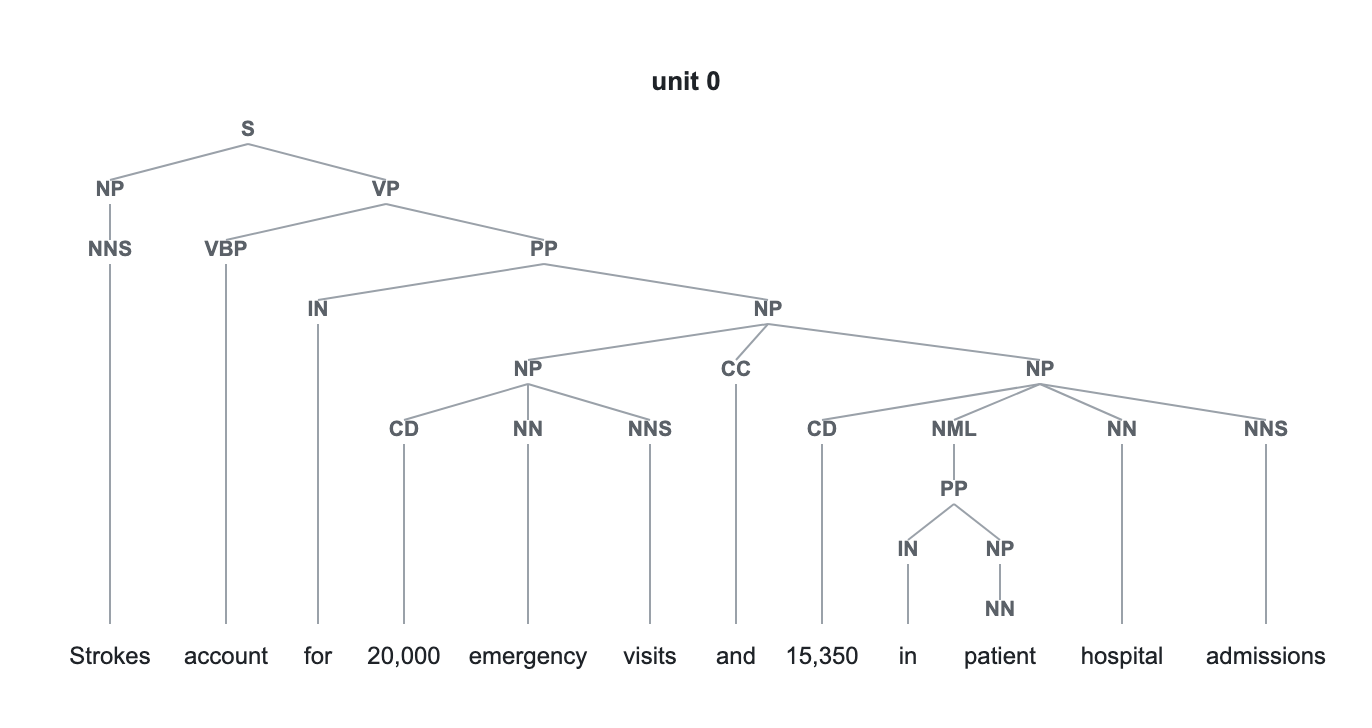 unit 0
S
NP VP
NNS VBP PP
IN NP
NP CC NP
CD NN NNS CD NML NN NNS
PP
IN NP
NN
Strokes account for 20,000 emergency visits and 15,350 in patient hospital admissions